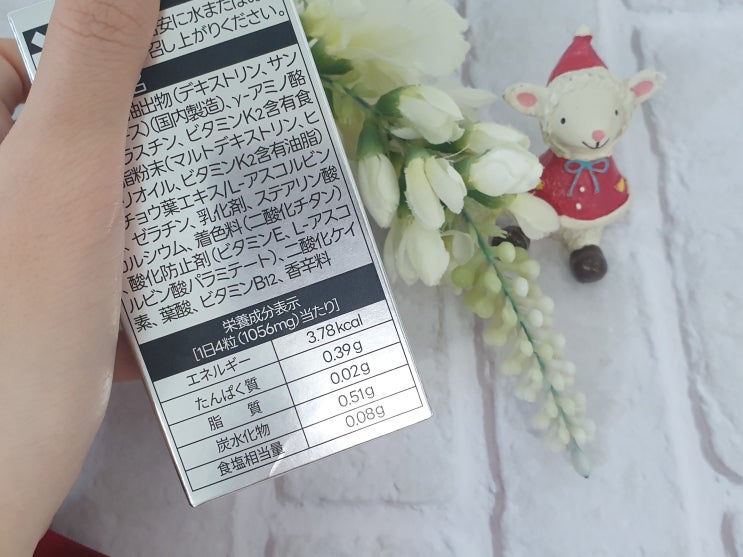 安に水または
召し上がりください。
抽出物(デキストリン、サン
ス)(国内製造)、γ-アミノ酪
ラスチン、ビタミンK2含有食
脂粉末(マルトデキストリン、ヒ
リオイル、ビタミンK2含有油脂)
チョウ葉エキス/L-アスコルビン
、ゼラチン、乳化剤、ステアリン酸
ルシウム、着色料(二酸化チタン)
、酸化防止剤(ビタミンE、L-アスコ
ルビン酸パラミテート)、二酸化ケイ
素、葉酸、ビタミンB12、香辛料
栄養成分表示
[1日4粒(1056mg)当たり]
エネルギー 3.78kcal
たんぱく質 0.39g
脂 質 0.02g
炭水化物 0.51g
食塩相当量 0.08g